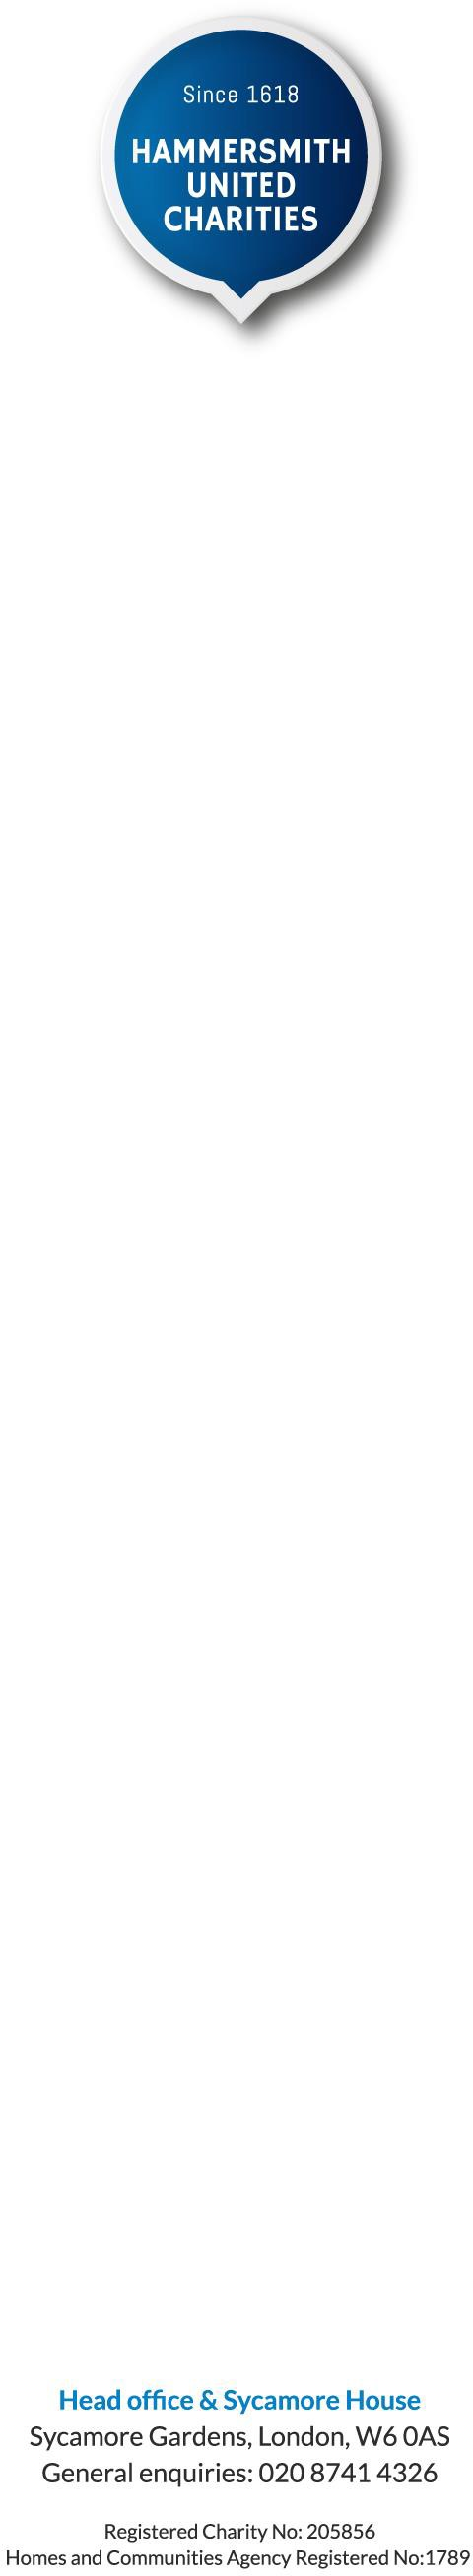 Since 1618
HAMMERSMITH
UNITED
CHARITIES
Head office & Sycamore House
Sycamore Gardens, London, W6 0AS
General enquiries: 020 8741 4326
Registered Charity No: 205856
Homes and Communities Agency Registered No:1789